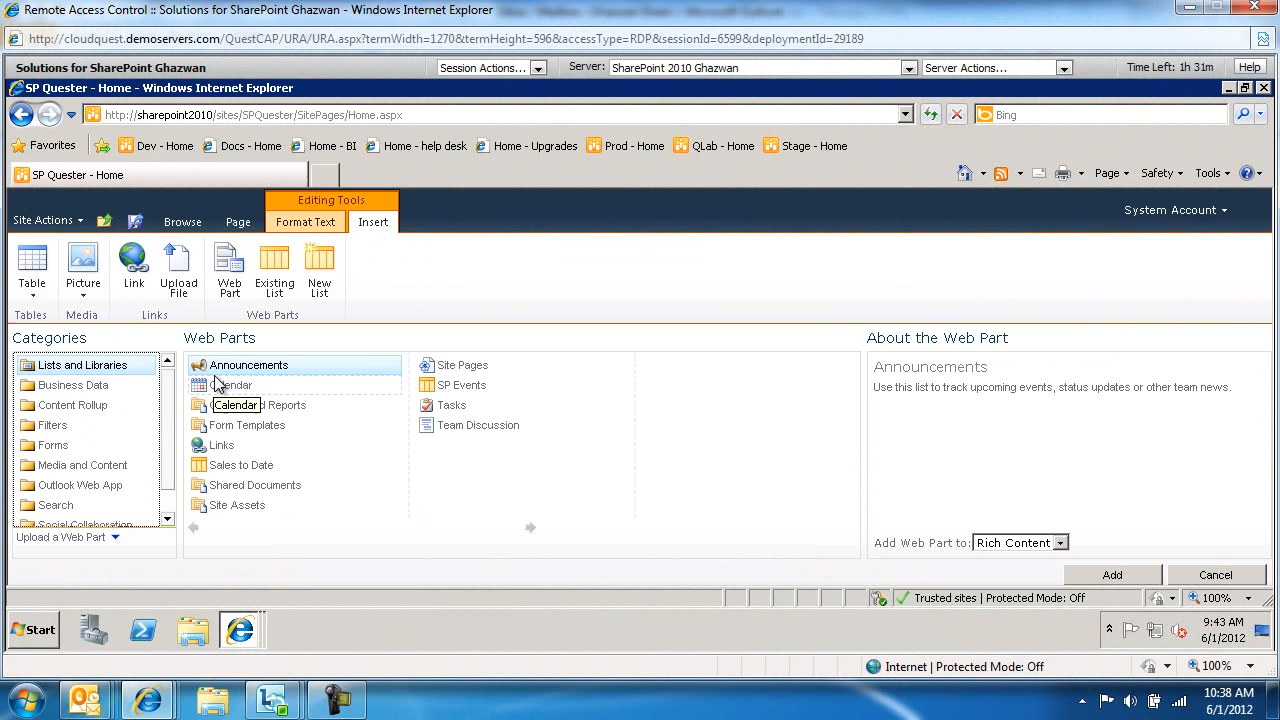 Remote Access Control :: Solutions for SharePoint Ghazwan - Windows Internet Explorer
http://cloudquest.demoservers.com/QuestCAP/URA/URA.aspx?termWidth=1270&termHeight=596&accessType=RDP&sessionId=6599&deploymentId=29189
Solutions for SharePoint Ghazwan
Session Actions...
Server:
SharePoint 2010 Ghazwan
Server Actions...
Time Left: 1h 31m
Help
SP Quester - Home - Windows Internet Explorer
http://sharepoint2010/sites/SPQuester/SitePages/Home.aspx
Bing
Favorites
Dev - Home
Docs - Home
Home - BI
Home - help desk
Home - Upgrades
Prod - Home
QLab - Home
Stage - Home
SP Quester - Home
Page
Safety
Tools
Editing Tools
Site Actions
Browse
Page
Format Text
Insert
System Account
Table
Picture
Link
Upload File
Web Part
Existing List
New List
Tables
Media
Links
Web Parts
Categories
Lists and Libraries
Business Data
Content Rollup
Filters
Forms
Media and Content
Outlook Web App
Search
Social Collaboration
Upload a Web Part
Web Parts
Announcements
Calendar
Calendar
d Reports
Form Templates
Links
Sales to Date
Shared Documents
Site Assets
Site Pages
SP Events
Tasks
Team Discussion
About the Web Part
Announcements
Use this list to track upcoming events, status updates or other team news.
Add Web Part to:
Rich Content
Add
Cancel
Trusted sites | Protected Mode: Off
100%
Start
9:43 AM
6/1/2012
Internet | Protected Mode: Off
100%
10:38 AM
6/1/2012